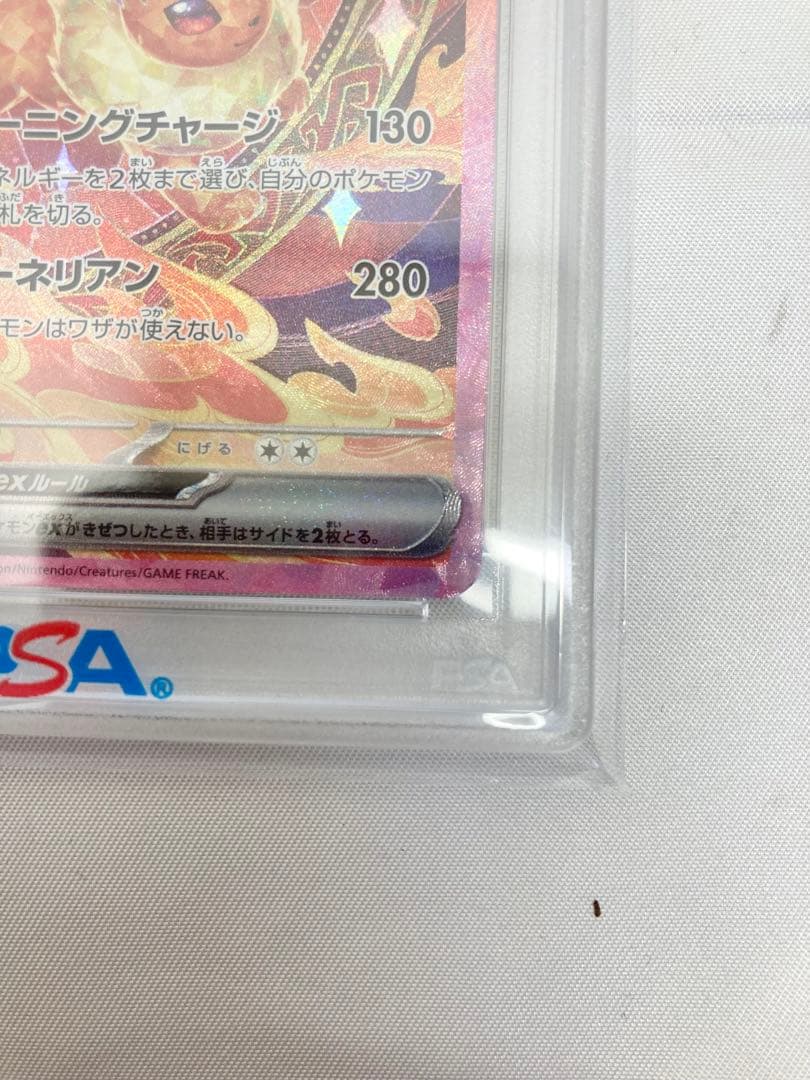 ーニングチャージ 130
ネルギーを2枚まで選び、自分のポケモン
札を切る。
ーネリアン 280
モンはワザが使えない。
にげる
exルール
ケモンexがきぜつしたとき、相手はサイドを2枚とる。
on/Nintendo/Creatures/GAME FREAK.
PSA®
PSA